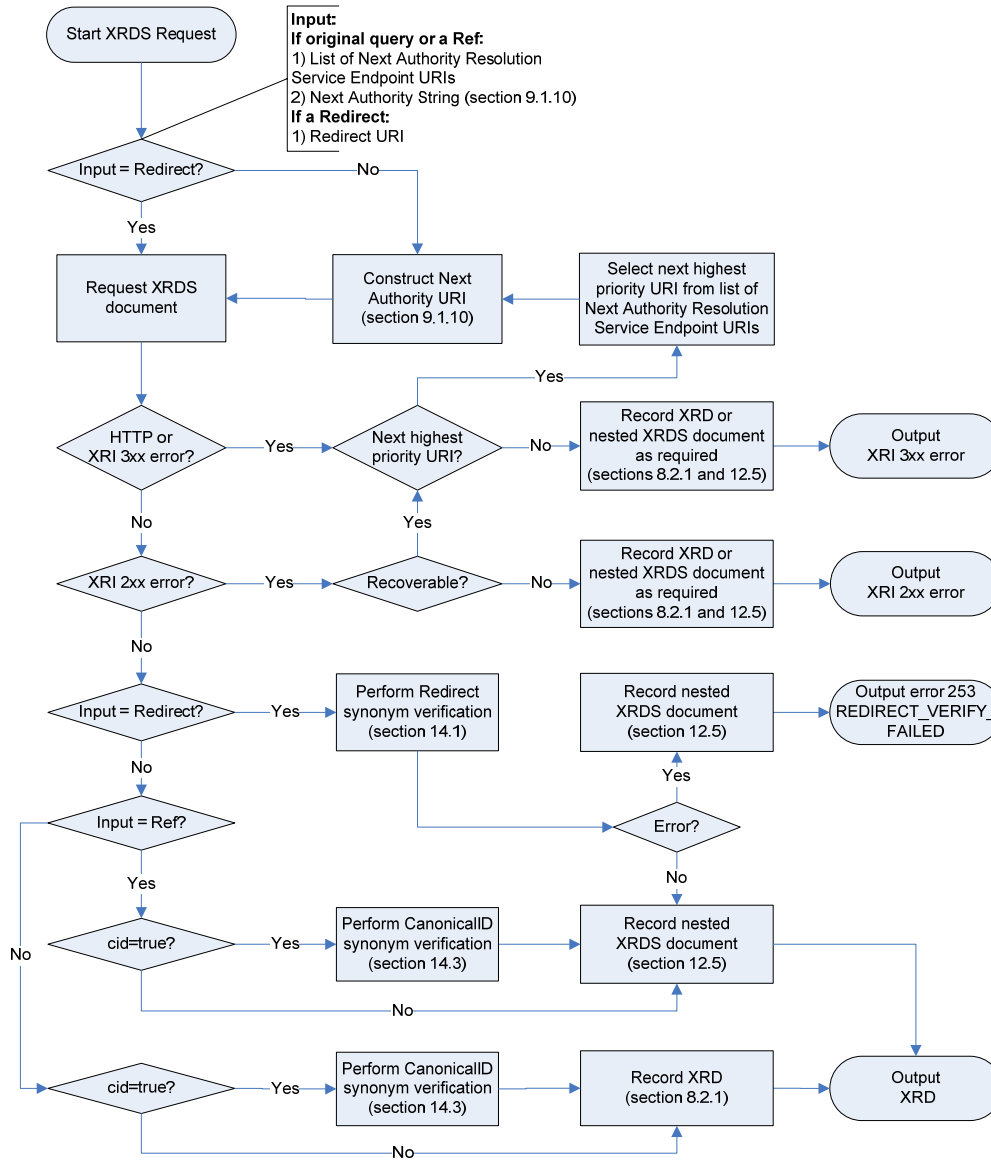 Start XRDS Request
Input:
If original query or a Ref:
1) List of Next Authority Resolution
Service Endpoint URIs
2) Next Authority String (section 9.1.10)
If a Redirect:
1) Redirect URI
Input = Redirect?
No
Yes
Request XRDS
document
Construct Next
Authority URI
(section 9.1.10)
Select next highest
priority URI from list of
Next Authority Resolution
Service Endpoint URIs
Yes
HTTP or
XRI 3xx error?
Yes
Next highest
priority URI?
No
Record XRD or
nested XRDS document
as required
(sections 8.2.1 and 12.5)
Output
XRI 3xx error
No
Yes
XRI 2xx error?
Yes
Recoverable?
No
Record XRD or
nested XRDS document
as required
(sections 8.2.1 and 12.5)
Output
XRI 2xx error
No
Input = Redirect?
Yes
Perform Redirect
synonym verification
(section 14.1)
Record nested
XRDS document
(section 12.5)
Output error 253
REDIRECT_VERIFY_
FAILED
No
Yes
Input = Ref?
Error?
Yes
No
No
cid=true?
Yes
Perform CanonicalID
synonym verification
(section 14.3)
Record nested
XRDS document
(section 12.5)
No
cid=true?
Yes
Perform CanonicalID
synonym verification
(section 14.3)
Record XRD
(section 8.2.1)
Output
XRD
No